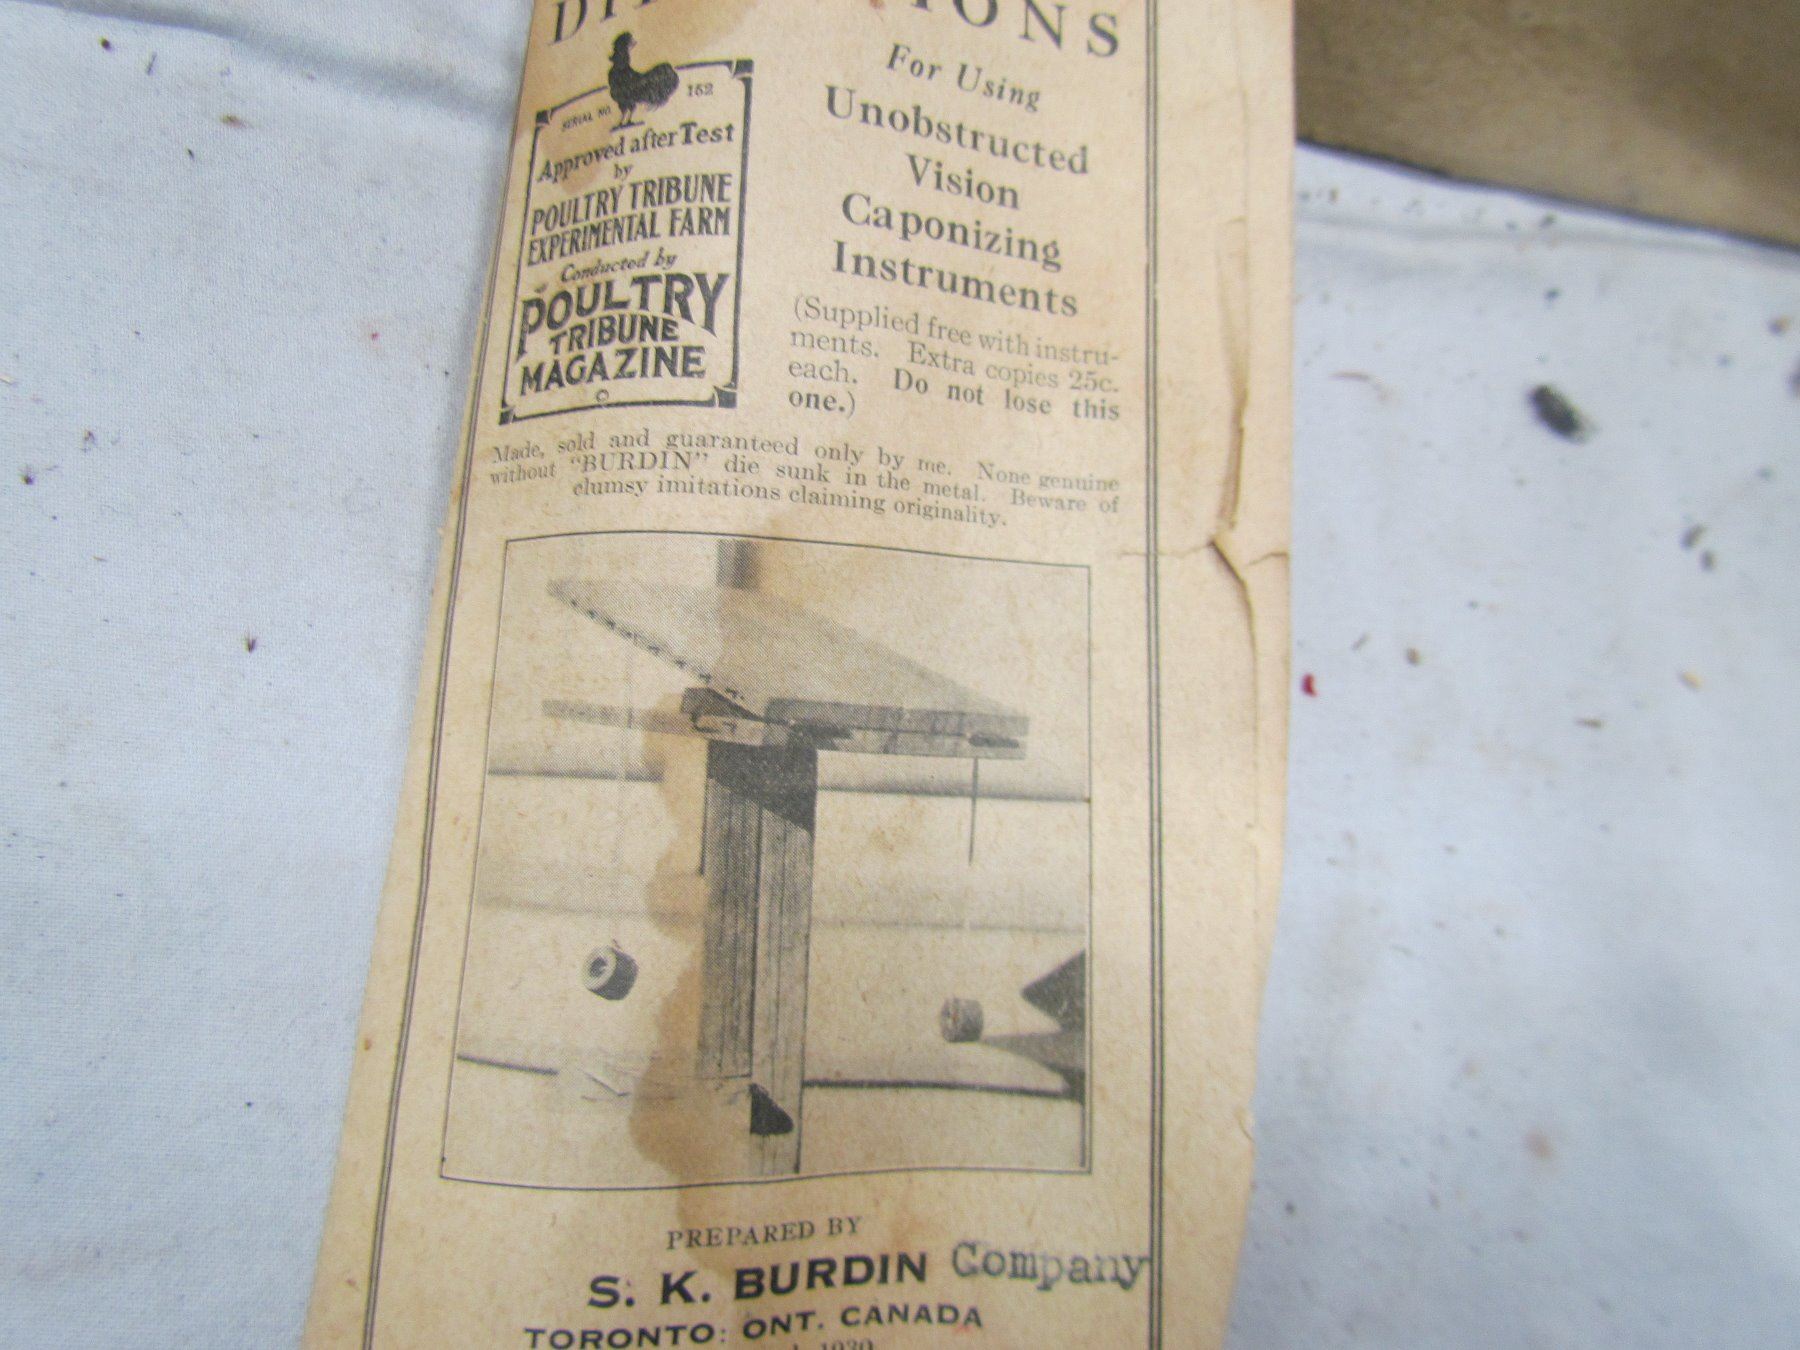 DIRECTIONS
SERIAL NO. 152
Approved after Test
by
POULTRY TRIBUNE
EXPERIMENTAL FARM
Conducted by
POULTRY
TRIBUNE
MAGAZINE
©
For Using
Unobstructed
Vision
Caponizing
Instruments
(Supplied free with instru-
ments. Extra copies 25c.
each. Do not lose this
one.)
Made, sold and guaranteed only by me. None genuine
without "BURDIN" die sunk in the metal. Beware of
clumsy imitations claiming originality.
PREPARED BY
S. K. BURDIN Company
TORONTO: ONT. CANADA